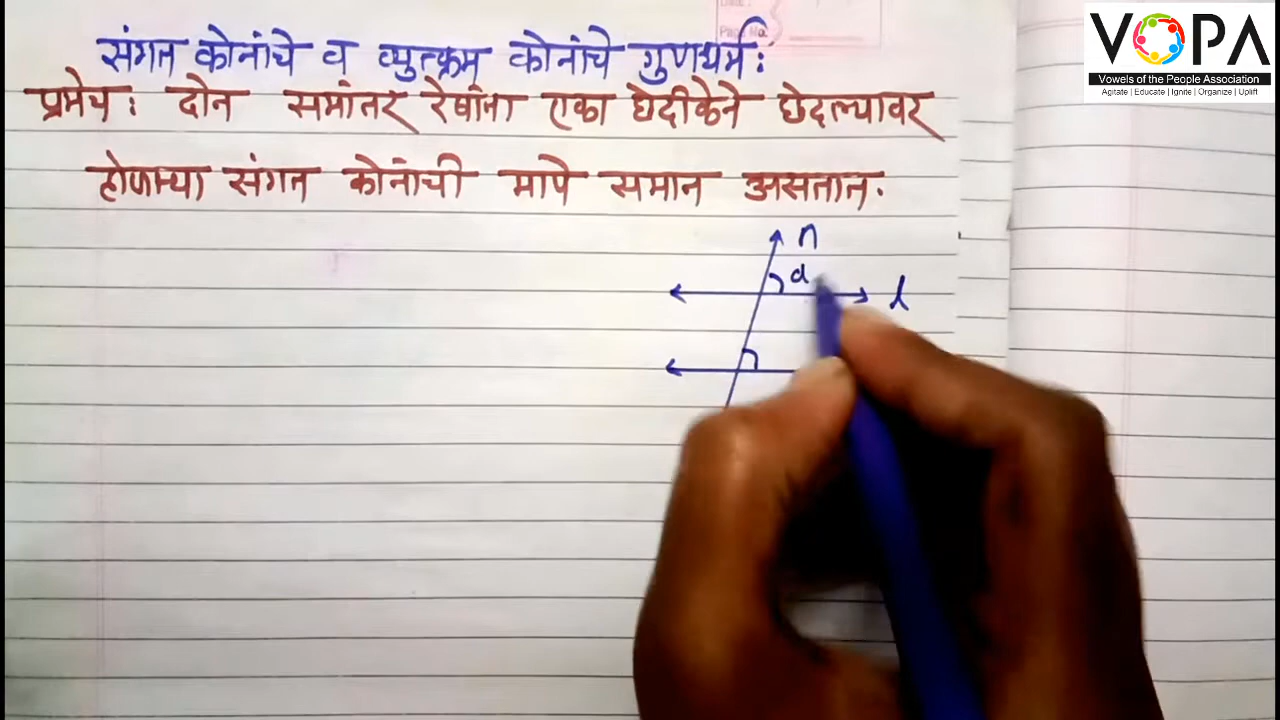 संगत कोनांचे व व्युत्क्रम कोनांचे गुणधर्म :
प्रमेय : दोन समांतर रेषांना एका छेदीकेने छेदल्यावर
होणाऱ्या संगत कोनांची मापे समान असतात.
n
a
l
VOPA
Vowels of the People Association
Agitate | Educate | Ignite | Organize | Uplift